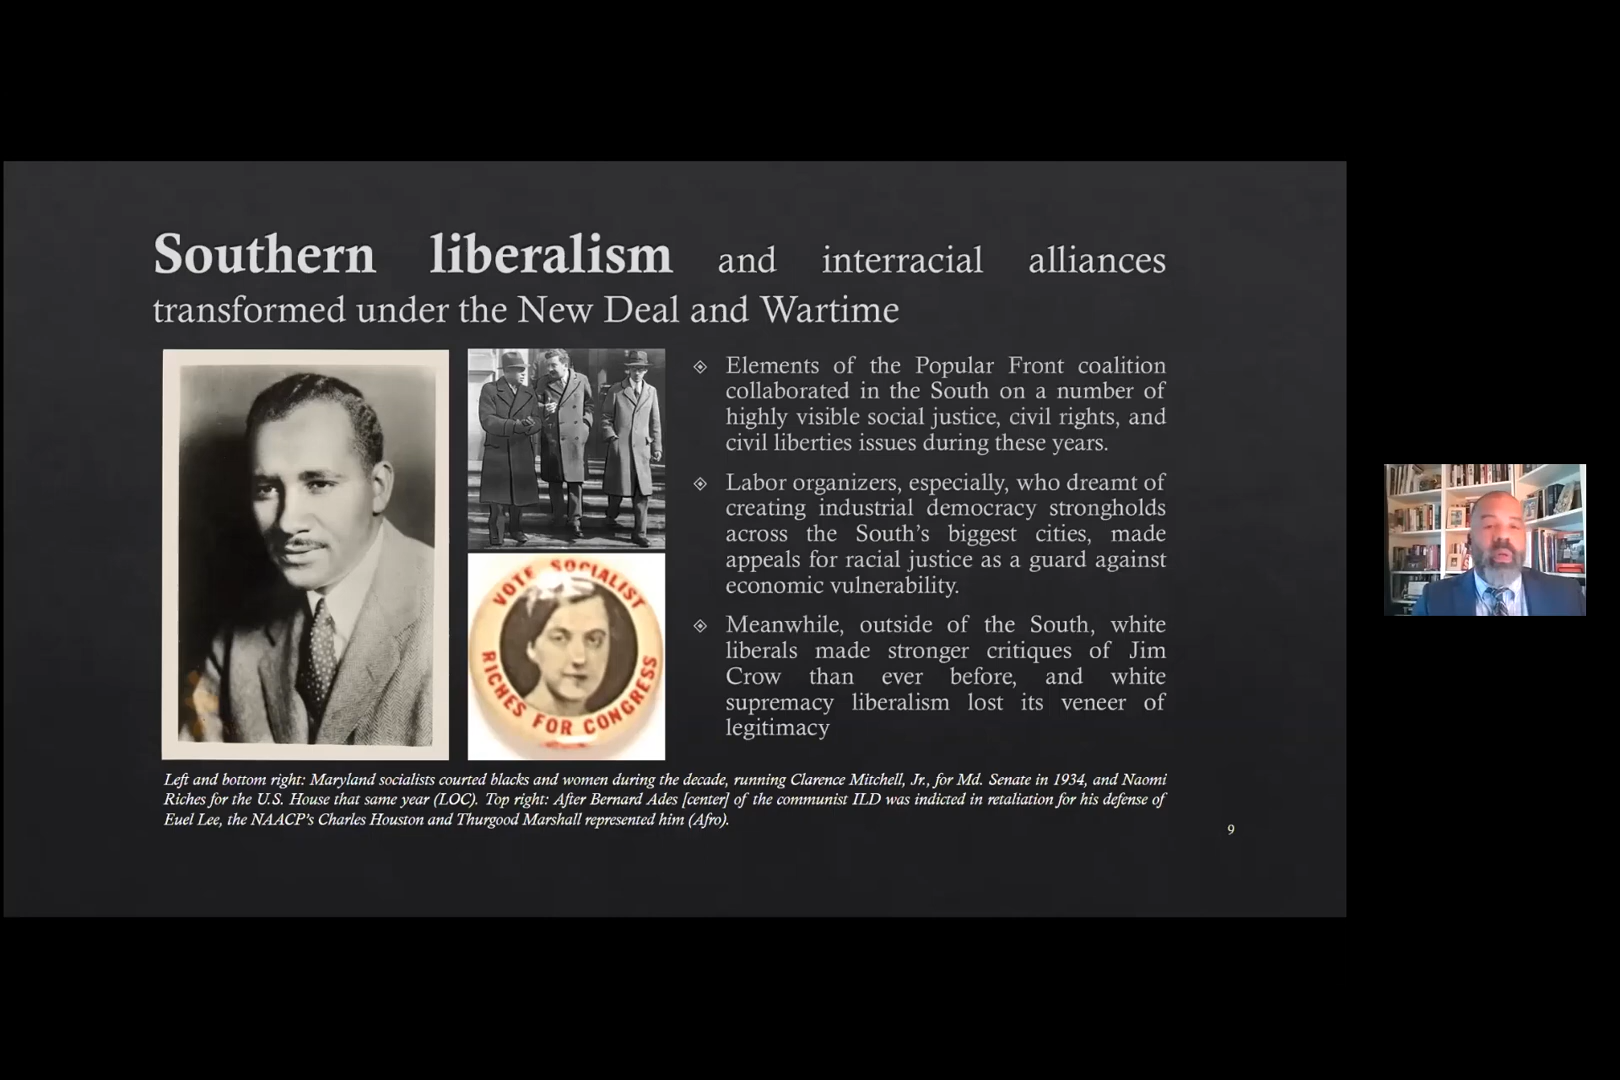 Southern liberalism and interracial alliances
transformed under the New Deal and Wartime
Elements of the Popular Front coalition
collaborated in the South on a number of
highly visible social justice, civil rights, and
civil liberties issues during these years.
Labor organizers, especially, who dreamt of
creating industrial democracy strongholds
across the South's biggest cities, made
appeals for racial justice as a guard against
economic vulnerability.
Meanwhile, outside of the South, white
liberals made stronger critiques of Jim
Crow than ever before, and white
supremacy liberalism lost its veneer of
legitimacy
VOTE SOCIALIST
RICHES FOR CONGRESS
Left and bottom right: Maryland socialists courted blacks and women during the decade, running Clarence Mitchell, Jr., for Md. Senate in 1934, and Naomi
Riches for the U.S. House that same year (LOC). Top right: After Bernard Ades [center] of the communist ILD was indicted in retaliation for his defense of
Euel Lee, the NAACP's Charles Houston and Thurgood Marshall represented him (Afro).
9